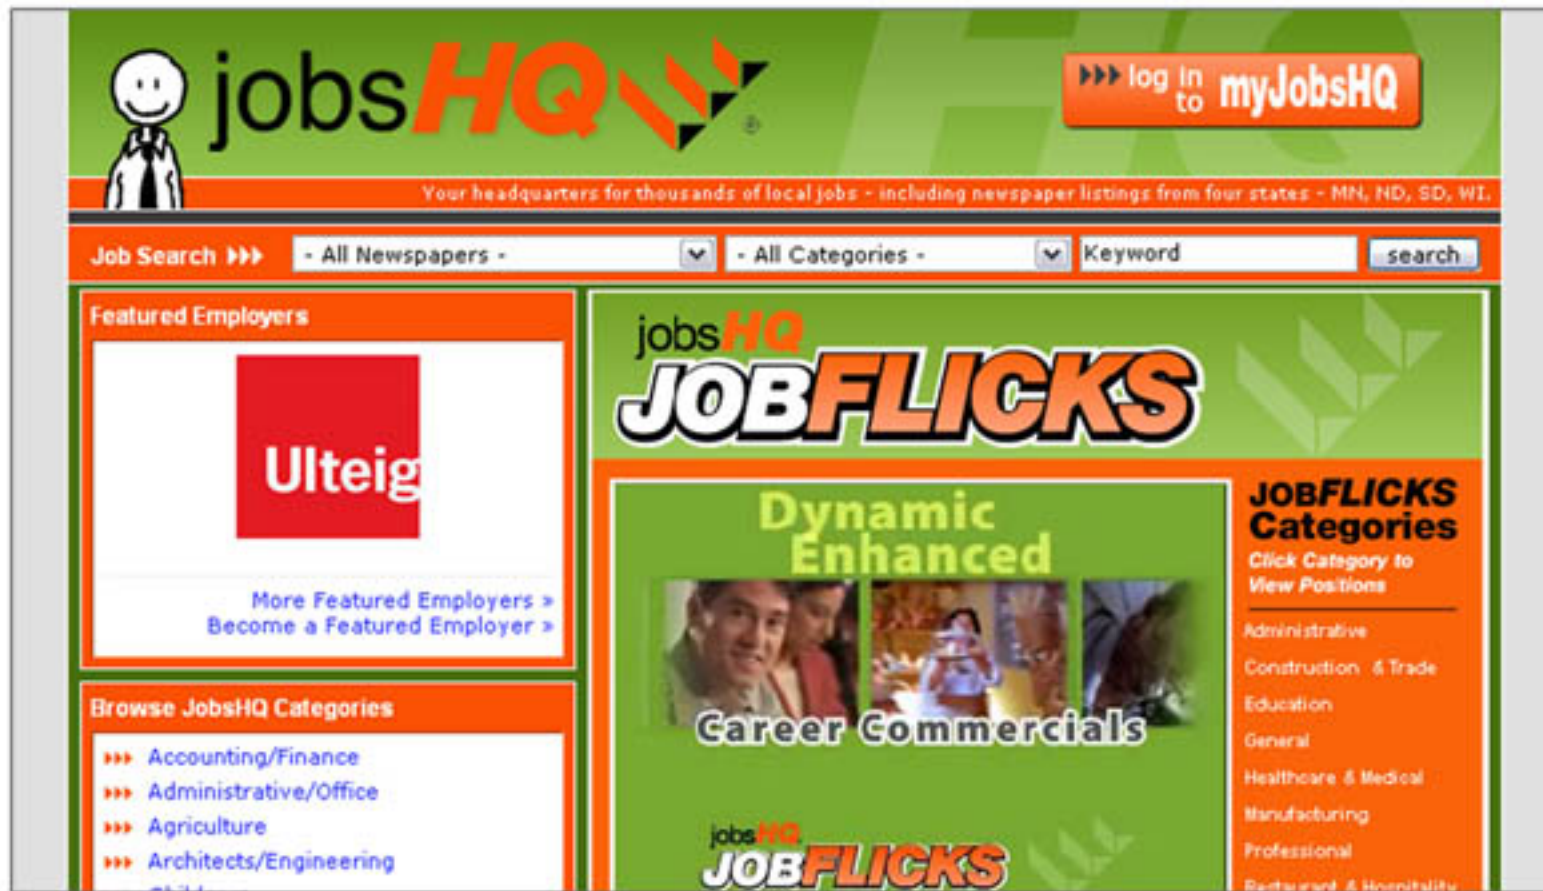 jobsHQ
®
>>> log in to myJobsHQ
Your headquarters for thousands of local jobs - including newspaper listings from four states - MN, ND, SD, WI.
Job Search >>> - All Newspapers - - All Categories - Keyword search
Featured Employers
Ulteig
More Featured Employers »
Become a Featured Employer »
Browse JobsHQ Categories
Accounting/Finance
Administrative/Office
Agriculture
Architects/Engineering
jobsHQ
JOBFLICKS
Dynamic
Enhanced
Career Commercials
jobsHQ
JOBFLICKS
JOBFLICKS
Categories
Click Category to
View Positions
Administrative
Construction & Trade
Education
General
Healthcare & Medical
Manufacturing
Professional
Restaurant & Hospitality